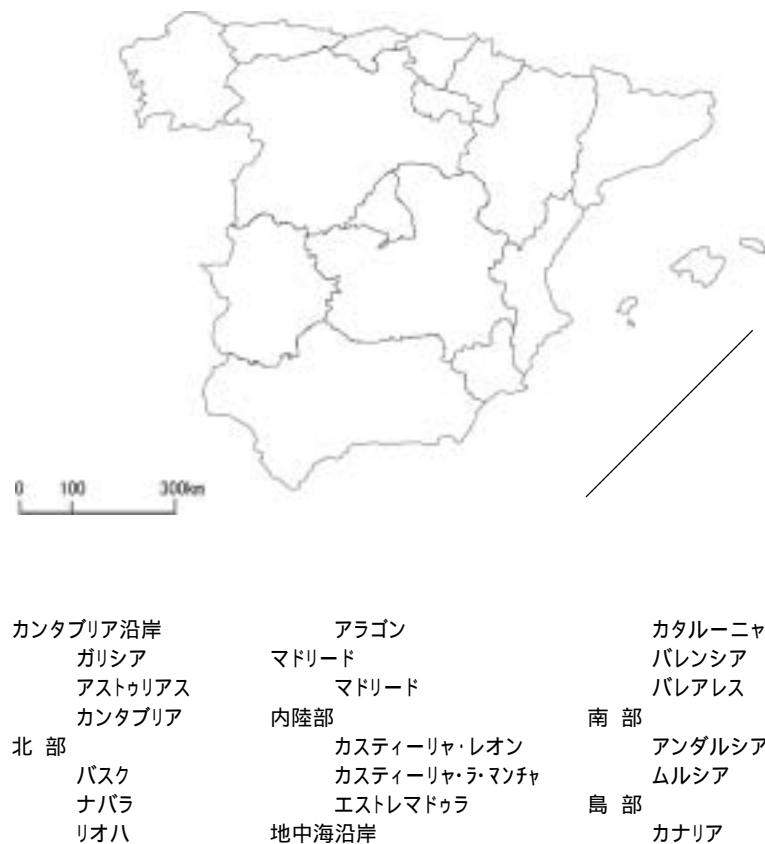 0 100 300km
カンタブリア沿岸
ガリシア
アストゥリアス
カンタブリア
北 部
バスク
ナバラ
リオハ
アラゴン
マドリード
マドリード
内陸部
カスティーリャ・レオン
カスティーリャ・ラ・マンチャ
エストレマドゥラ
地中海沿岸
カタルーニャ
バレンシア
バレアレス
南 部
アンダルシア
ムルシア
島 部
カナリア